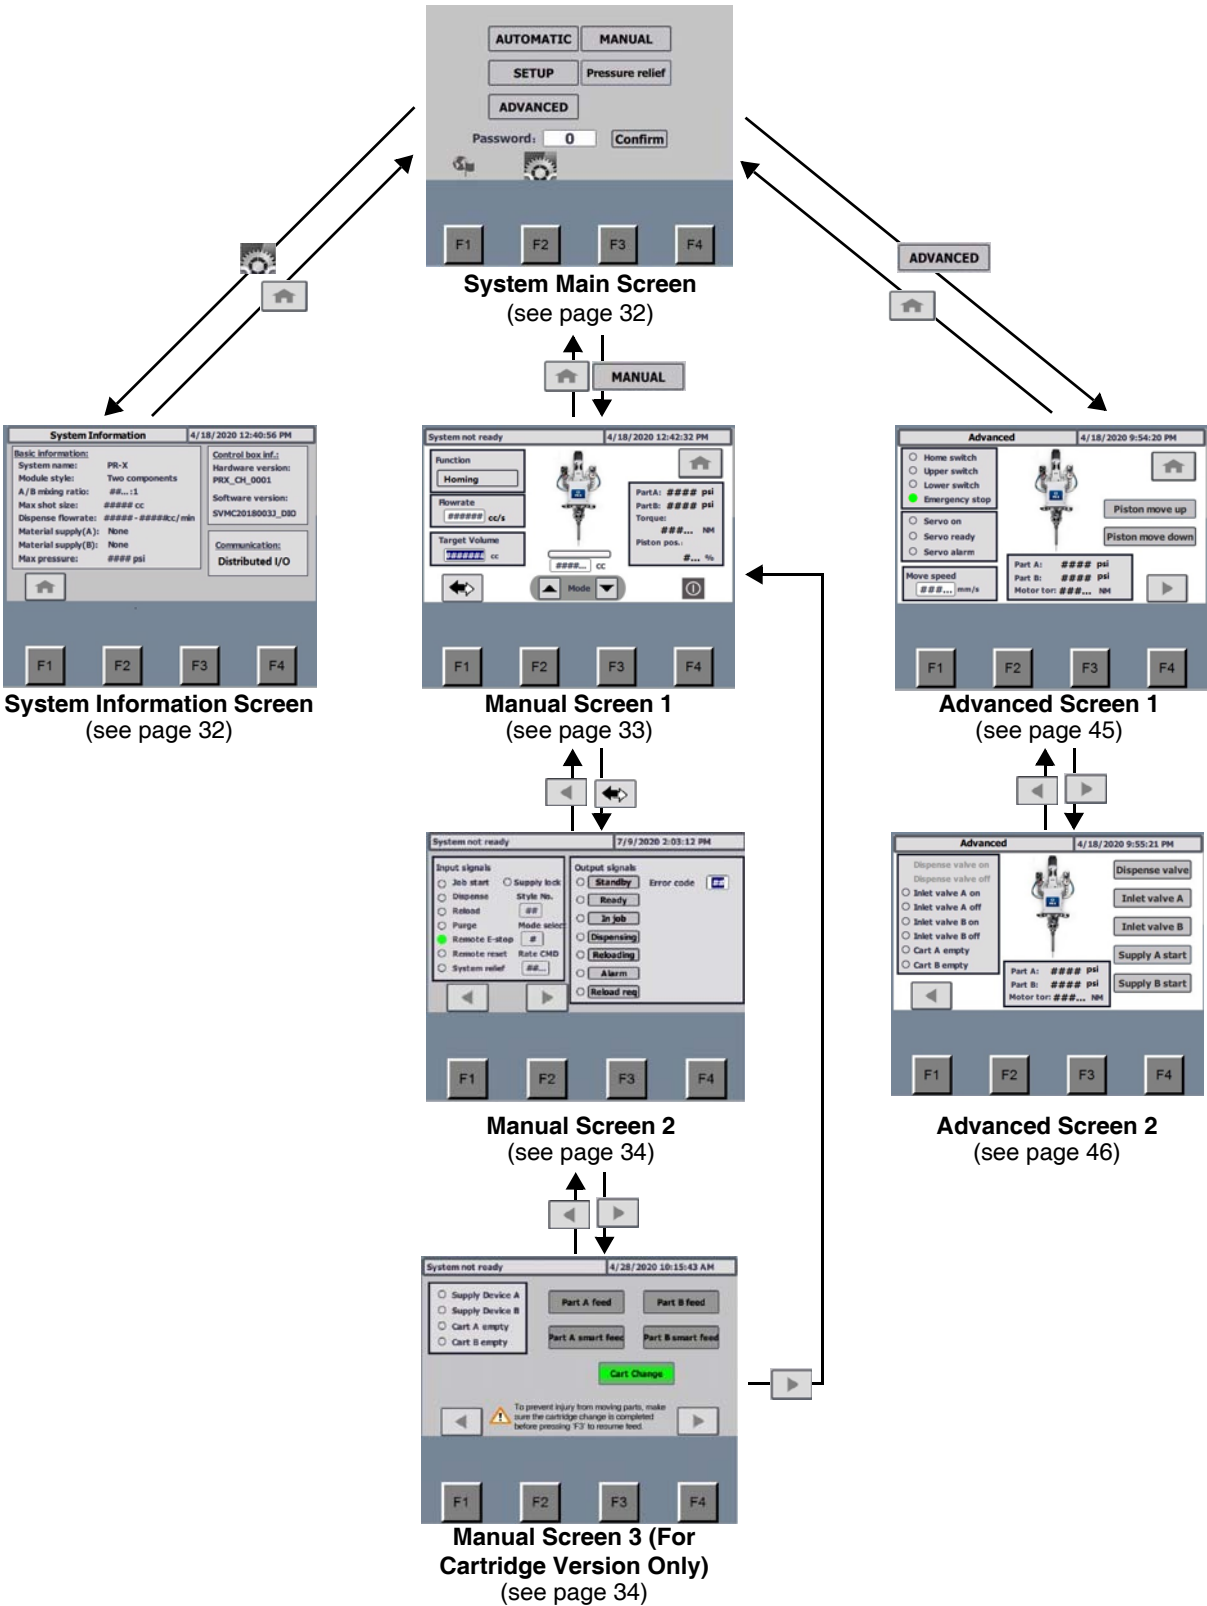 AUTOMATIC MANUAL
SETUP Pressure relief
ADVANCED
Password: 0 Confirm
F1 F2 F3 F4
System Main Screen
(see page 32)
ADVANCED
MANUAL
System Information 4/18/2020 12:40:56 PM
Basic information:
System name: PR-X
Module style: Two components
A/B mixing ratio: ##...:1
Max shot size: ##### cc
Dispense flowrate: #####-#####cc/min
Material supply(A): None
Material supply(B): None
Max pressure: #### psi
Control box inf.:
Hardware version:
PRX_CH_0001
Software version:
SVMC2018003J_DIO
Communication:
Distributed I/O
F1 F2 F3 F4
System Information Screen
(see page 32)
System not ready 4/18/2020 12:42:32 PM
Function
Homing
Flowrate
###### cc/s
Target Volume
cc
####... cc
Mode
PartA: #### psi
PartB: #### psi
Torque:
###... NM
Piston pos.:
#... %
F1 F2 F3 F4
Manual Screen 1
(see page 33)
Advanced 4/18/2020 9:54:20 PM
Home switch
Upper switch
Lower switch
Emergency stop
Servo on
Servo ready
Servo alarm
Move speed
###... mm/s
Part A: #### psi
Part B: #### psi
Motor tor: ###... NM
Piston move up
Piston move down
F1 F2 F3 F4
Advanced Screen 1
(see page 45)
System not ready 7/9/2020 2:03:12 PM
Input signals
Job start Supply lock
Dispense Style No.
Reload ##
Purge Mode select
Remote E-stop #
Remote reset Rate CMD
System relief ##...
Output signals
Standby Error code ##
Ready
In job
Dispensing
Reloading
Alarm
Reload req
F1 F2 F3 F4
Manual Screen 2
(see page 34)
Advanced 4/18/2020 9:55:21 PM
Dispense valve on
Dispense valve off
Inlet valve A on
Inlet valve A off
Inlet valve B on
Inlet valve B off
Cart A empty
Cart B empty
Part A: #### psi
Part B: #### psi
Motor tor: ###... NM
Dispense valve
Inlet valve A
Inlet valve B
Supply A start
Supply B start
F1 F2 F3 F4
Advanced Screen 2
(see page 46)
System not ready 4/28/2020 10:15:43 AM
Supply Device A
Supply Device B
Cart A empty
Cart B empty
Part A feed Part B feed
Part A smart feed Part B smart feed
Cart Change
To prevent injury from moving parts, make
sure the cartridge change is completed
before pressing 'F3' to resume feed.
F1 F2 F3 F4
Manual Screen 3 (For
Cartridge Version Only)
(see page 34)